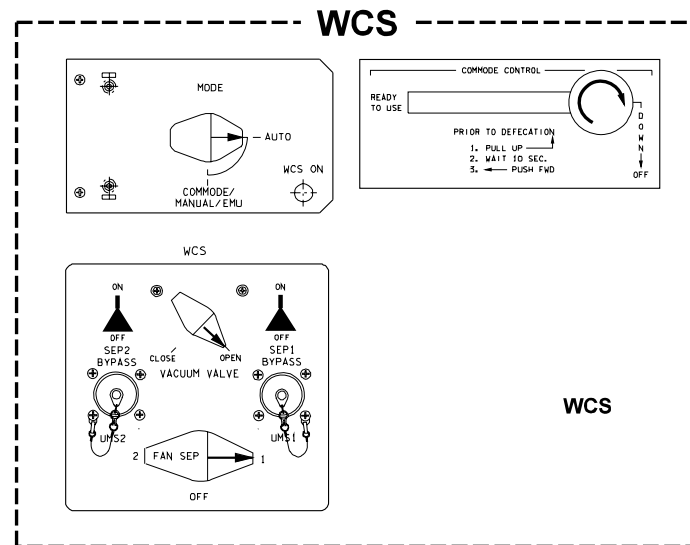 WCS
MODE
AUTO
COMMODE/
MANUAL/EMU
WCS ON
COMMODE CONTROL
READY
TO USE
PRIOR TO DEFECATION
1. PULL UP
2. WAIT 10 SEC.
3. PUSH FWD
DOWN
OFF
WCS
ON
OFF
SEP2
BYPASS
CLOSE
OPEN
VACUUM VALVE
ON
OFF
SEP1
BYPASS
UMS2
UMS1
2
FAN SEP
1
OFF
WCS